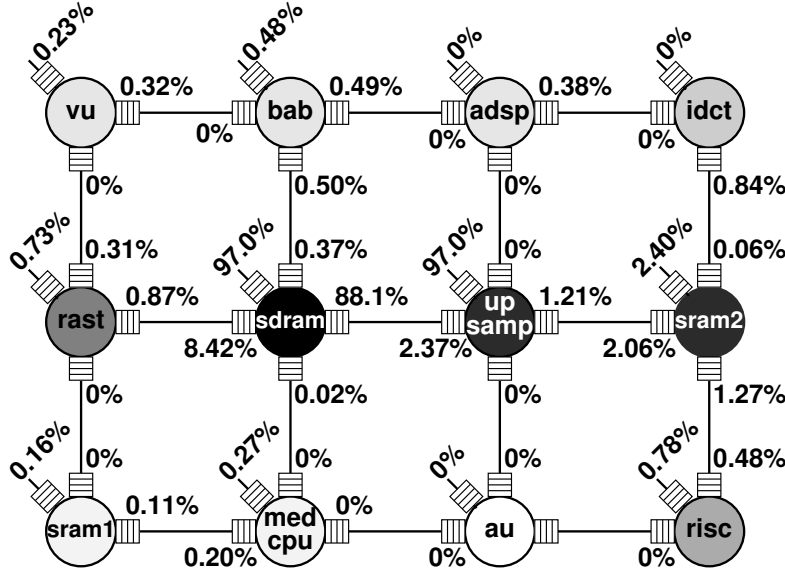 0.23% 0.48% 0% 0%
0.32% 0.49% 0.38%
vu bab adsp idct
0% 0% 0%
0% 0.50% 0% 0.84%
0.73% 0.31% 97.0% 0.37% 97.0% 0% 2.40% 0.06%
0.87% 88.1% 1.21%
rast sdram up samp sram2
8.42% 2.37% 2.06%
0% 0.02% 0% 1.27%
0.16% 0% 0.27% 0% 0% 0% 0.78% 0.48%
0.11% 0%
sram1 med cpu au risc
0.20% 0% 0%